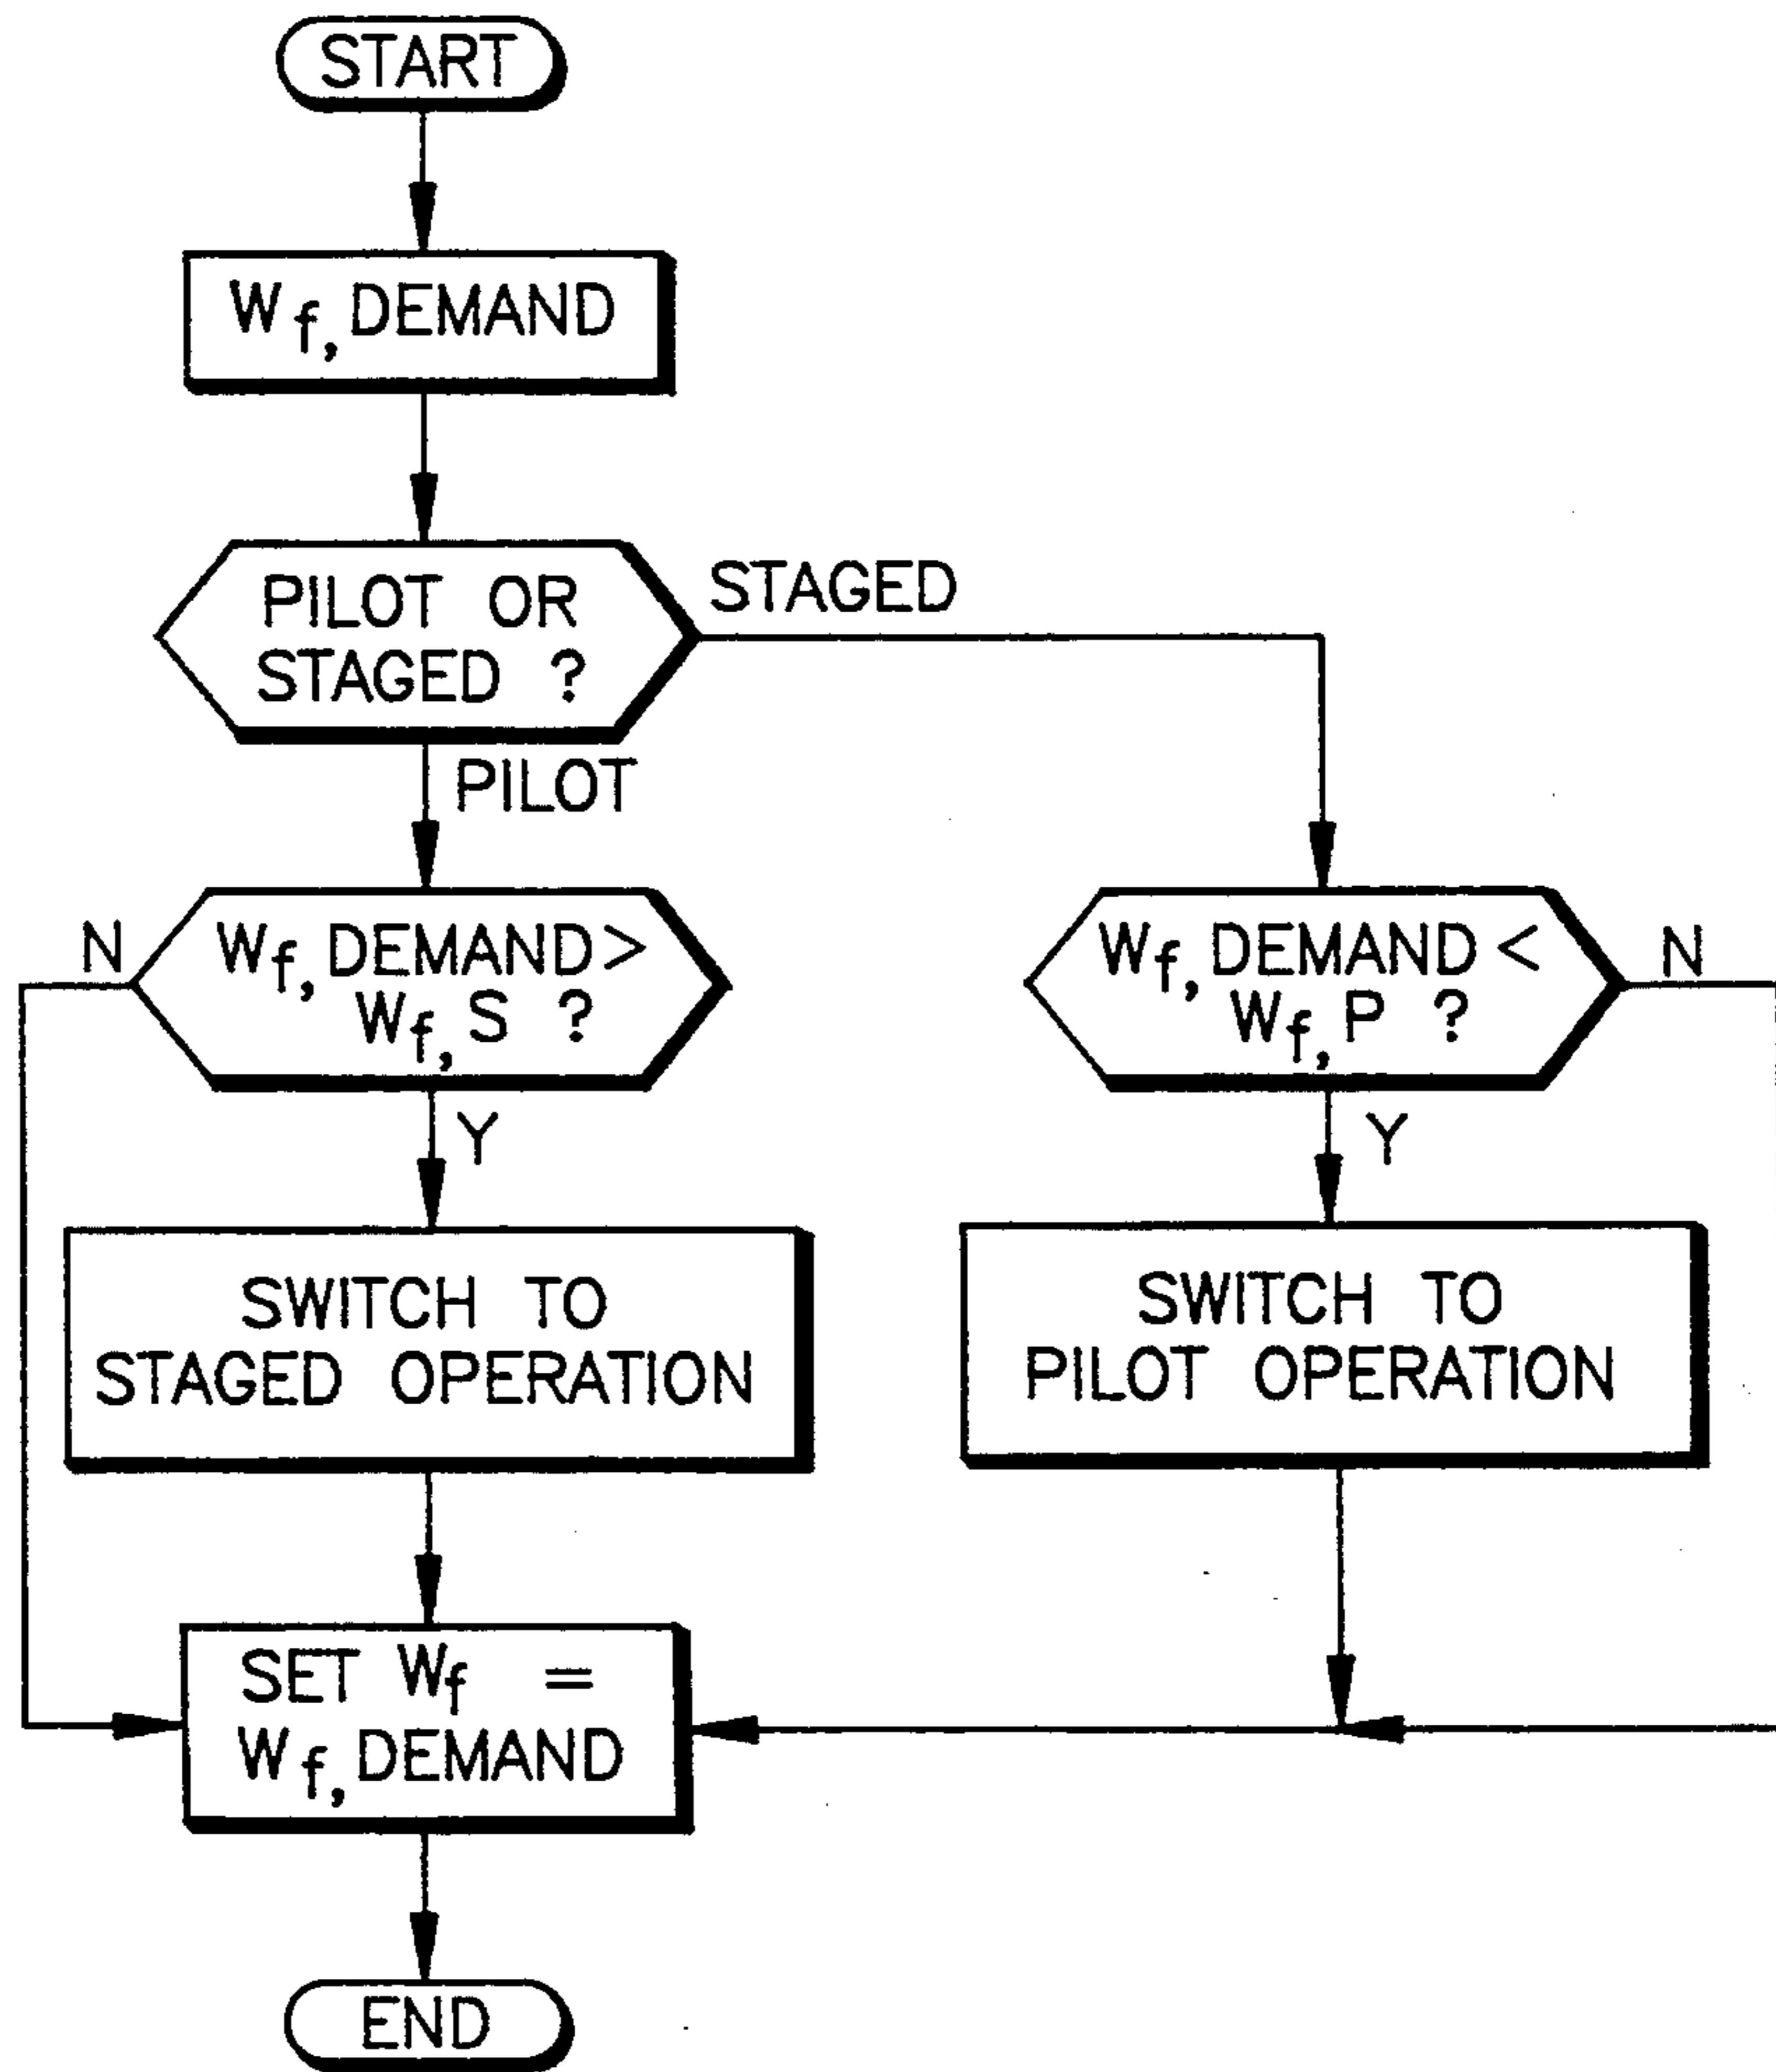 START
Wf, DEMAND
PILOT OR
STAGED ?
STAGED
PILOT
N
Wf, DEMAND >
Wf, S ?
Y
Wf, DEMAND <
Wf, P ?
N
Y
SWITCH TO
STAGED OPERATION
SWITCH TO
PILOT OPERATION
SET Wf =
Wf, DEMAND
END